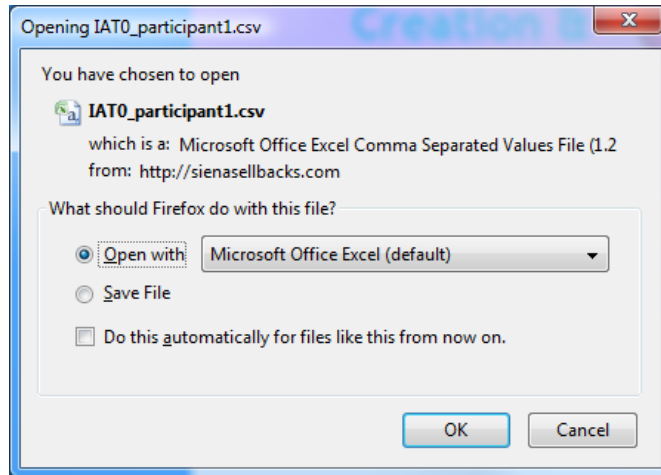 Creation &
Opening IAT0_participant1.csv
You have chosen to open
IAT0_participant1.csv
which is a: Microsoft Office Excel Comma Separated Values File (1.2
from: http://sienasellbacks.com
What should Firefox do with this file?
Open with Microsoft Office Excel (default)
Save File
Do this automatically for files like this from now on.
OK Cancel